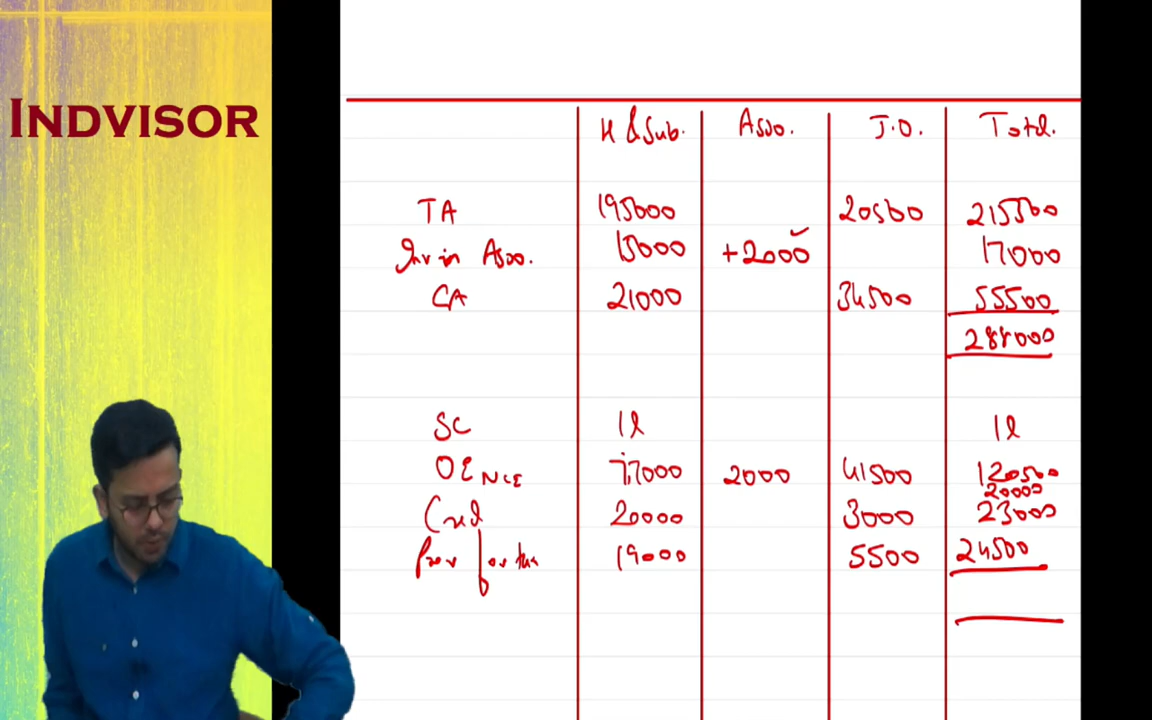 INDVISOR
H & Sub. Asso. J.O. Total.
TA 195000 20500 215500
Inv in Asso. 15000 +2000 17000
CA 21000 34500 55500
288000
SC 1l 1l
OE 77000 2000 41500 120500
NCI 20000
Cred 20000 3000 23000
Prov for tax 19000 5500 24500